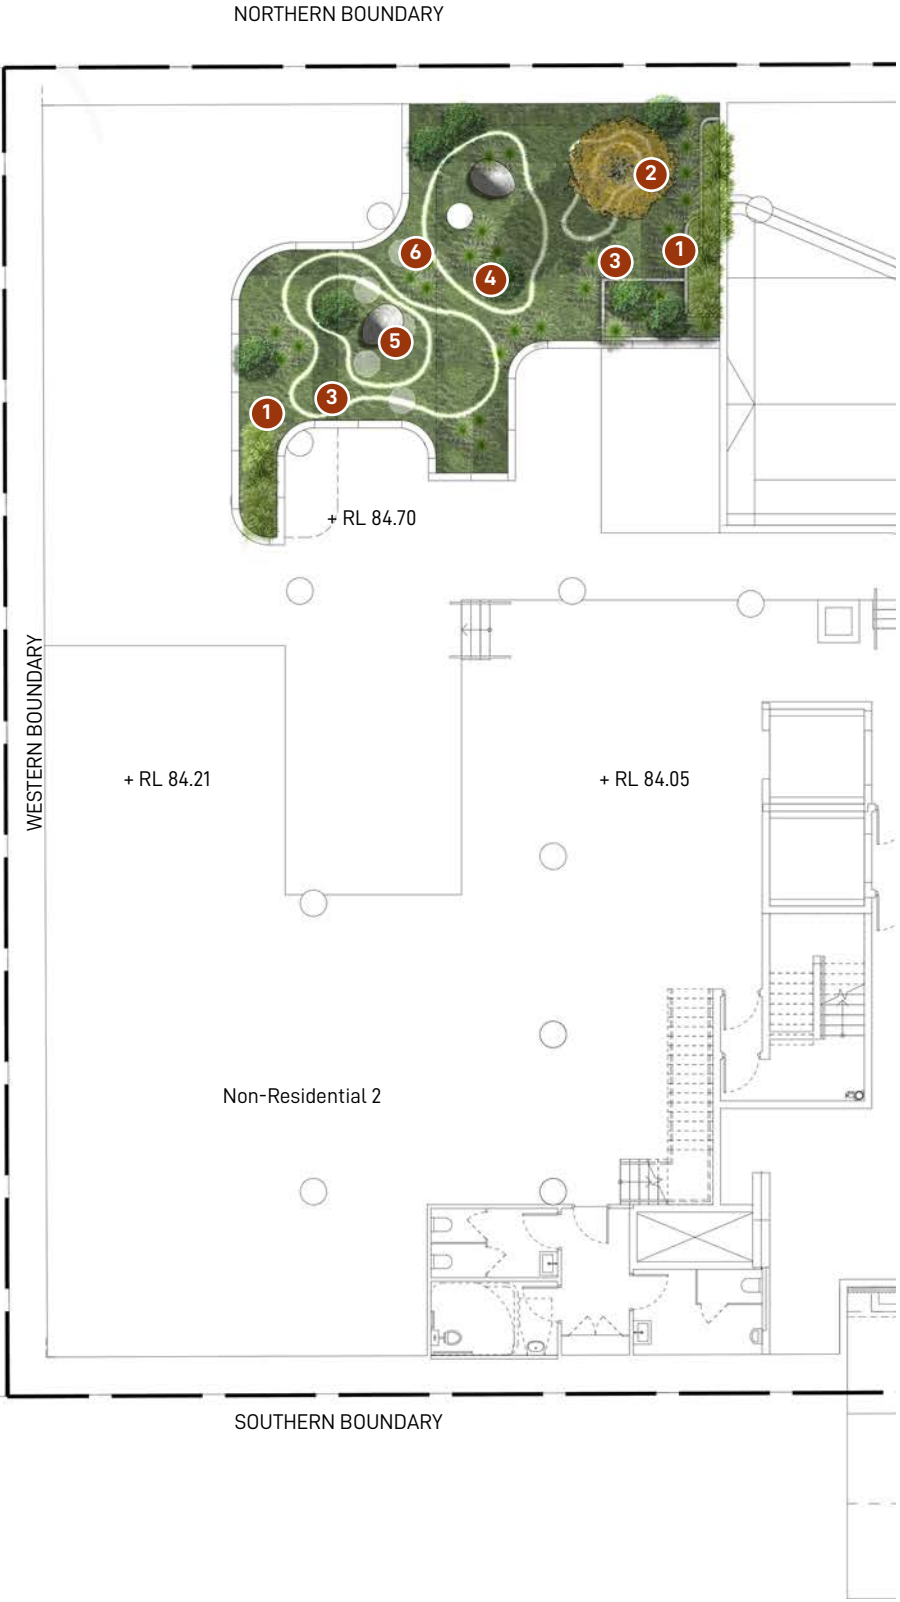 NORTHERN BOUNDARY
2
1
6
3
4
5
3
1
+ RL 84.70
WESTERN BOUNDARY
+ RL 84.21
+ RL 84.05
Non-Residential 2
SOUTHERN BOUNDARY